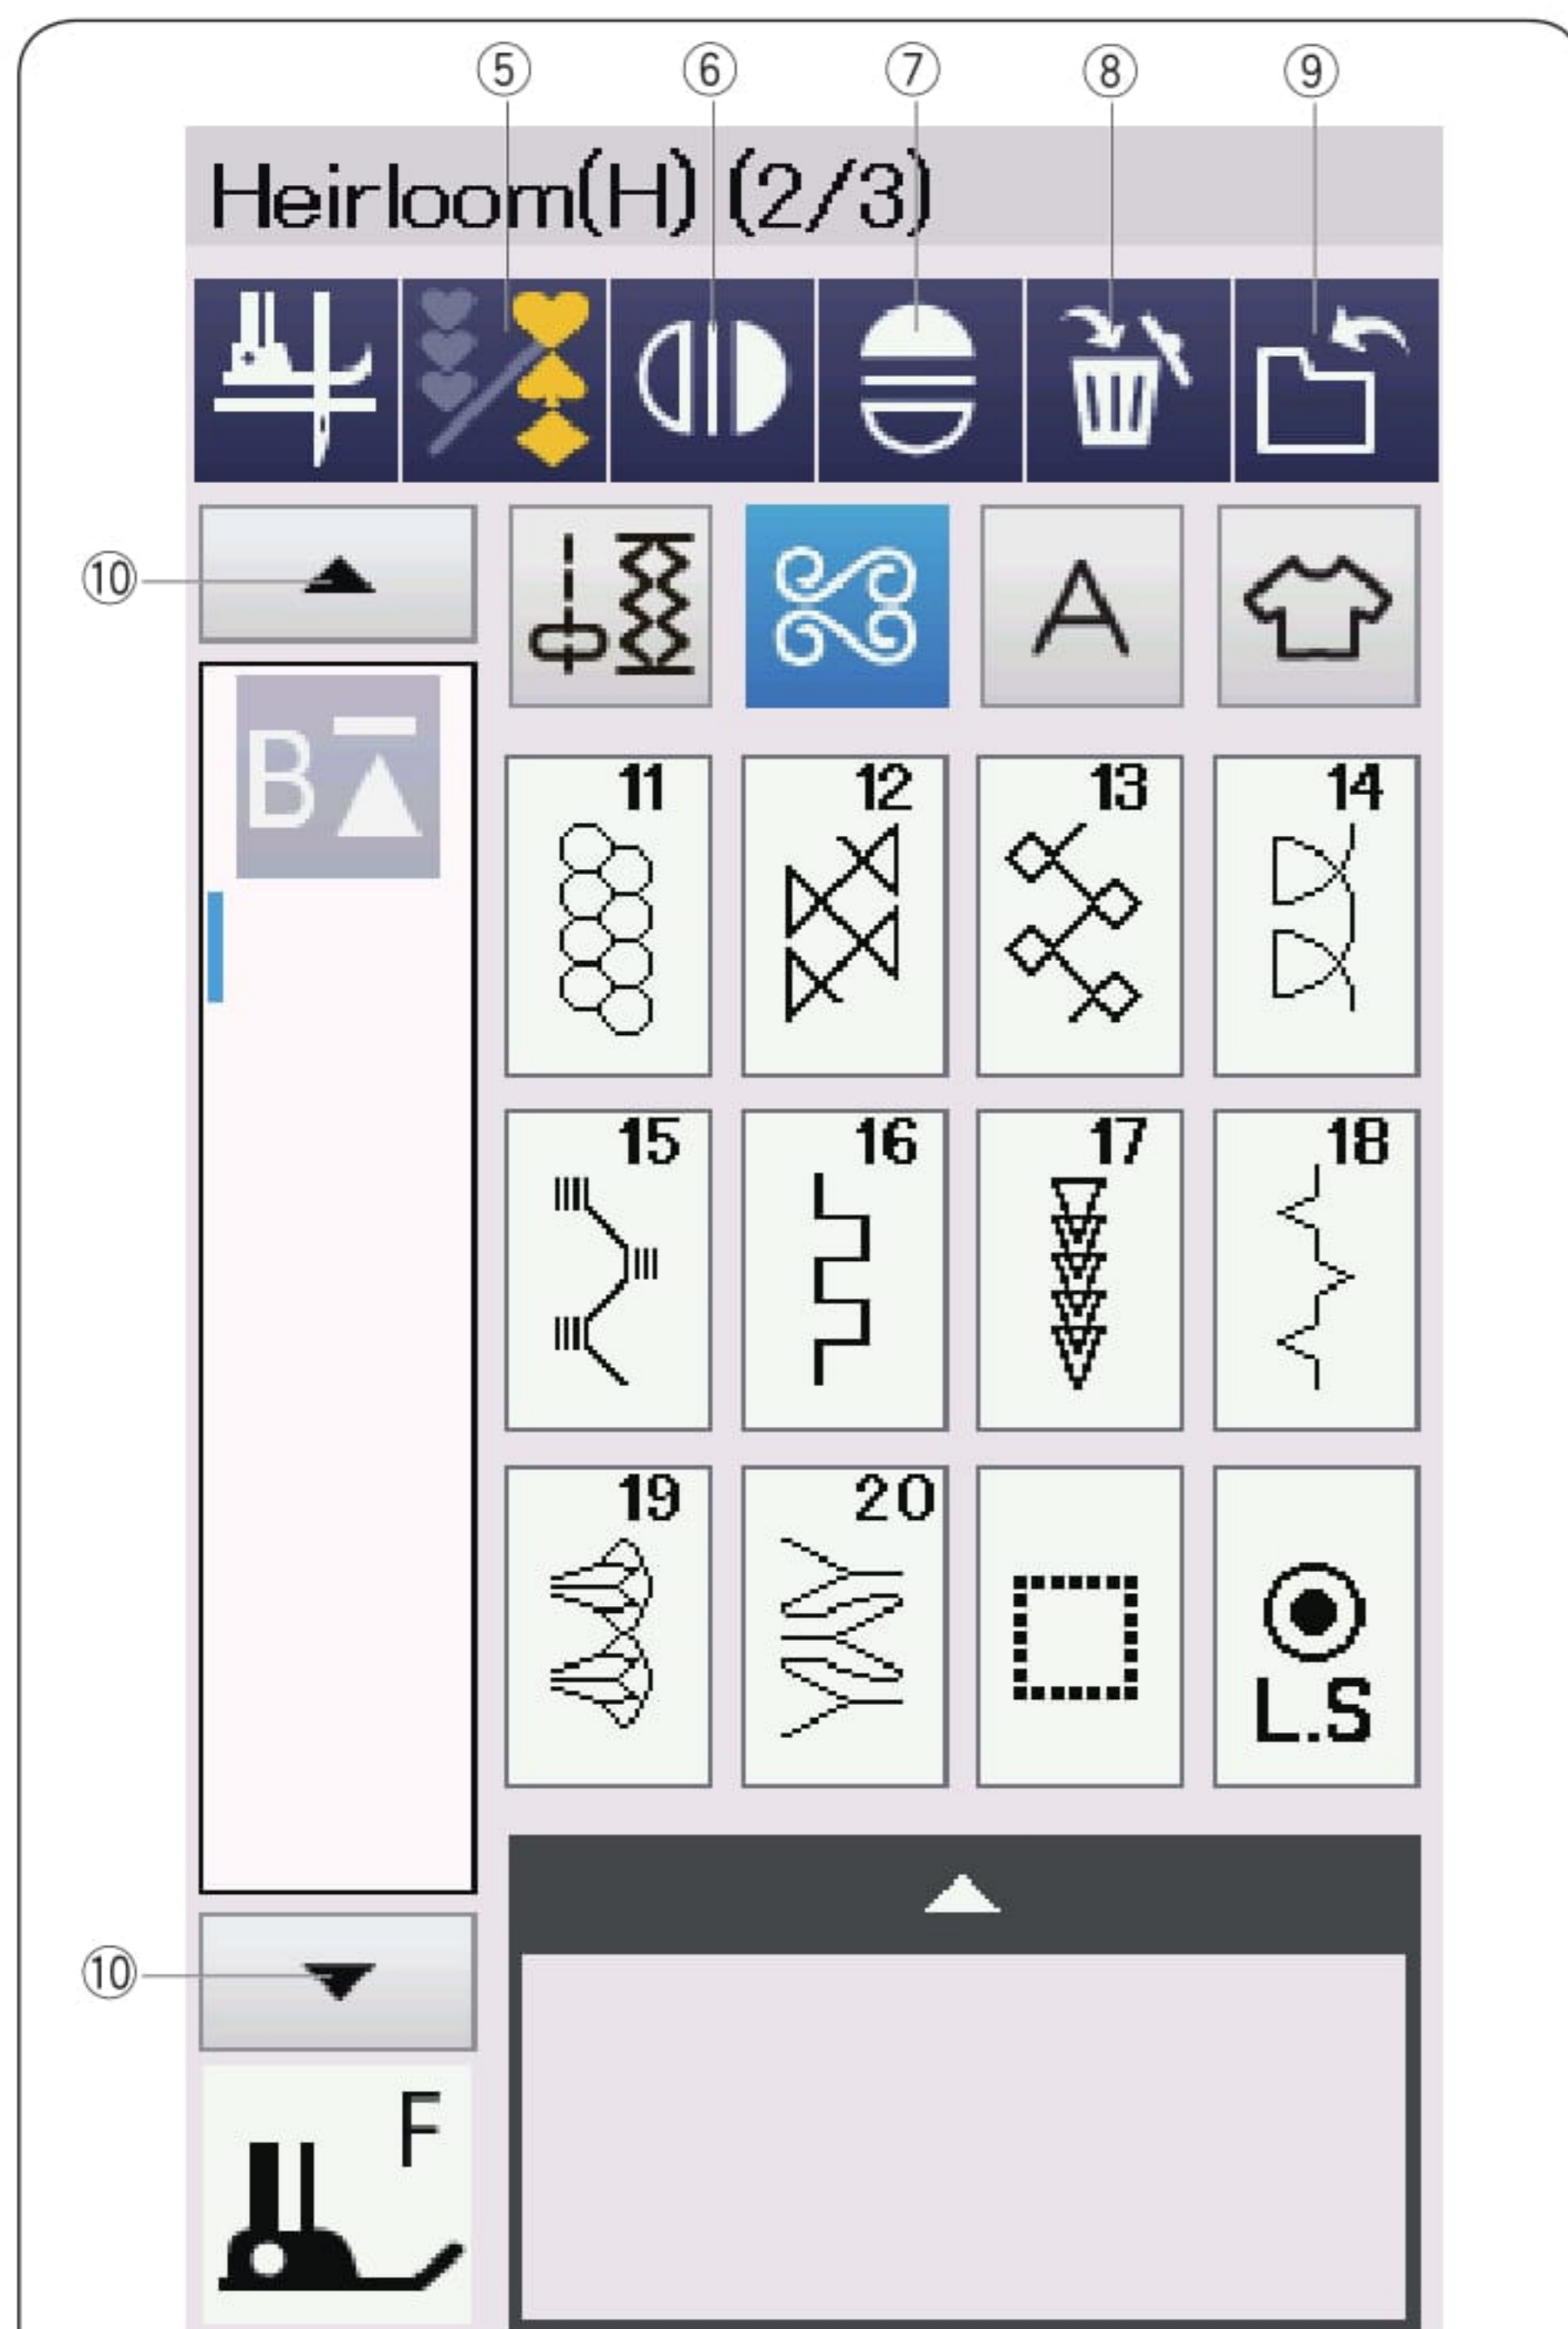 ⑤ ⑥ ⑦ ⑧ ⑨
Heirloom(H) (2/3)
⑩
A
B
11 12 13 14
15 16 17 18
19 20
L.S
⑩
F